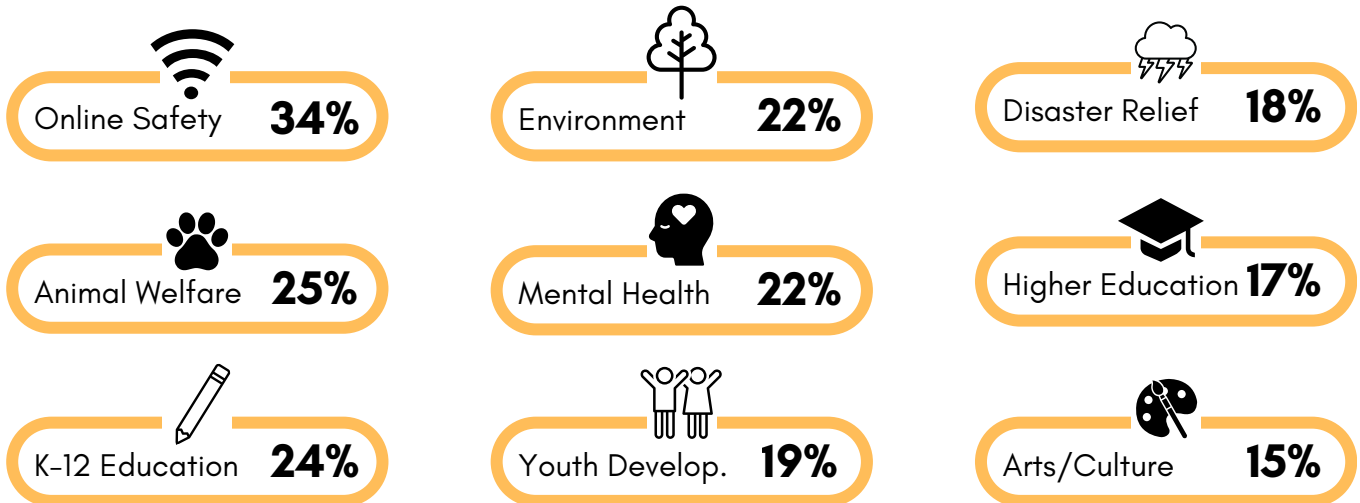 Online Safety 34%
Environment 22%
Disaster Relief 18%
Animal Welfare 25%
Mental Health 22%
Higher Education 17%
K-12 Education 24%
Youth Develop. 19%
Arts/Culture 15%